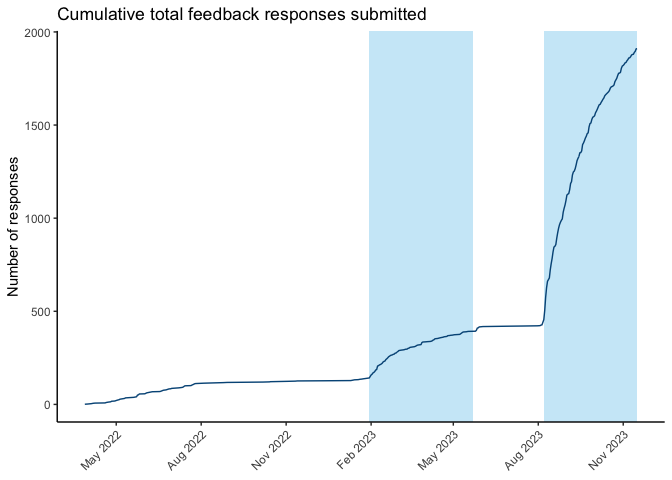 Cumulative total feedback responses submitted
Number of responses
2000
1500
1000
500
0
May 2022
Aug 2022
Nov 2022
Feb 2023
May 2023
Aug 2023
Nov 2023